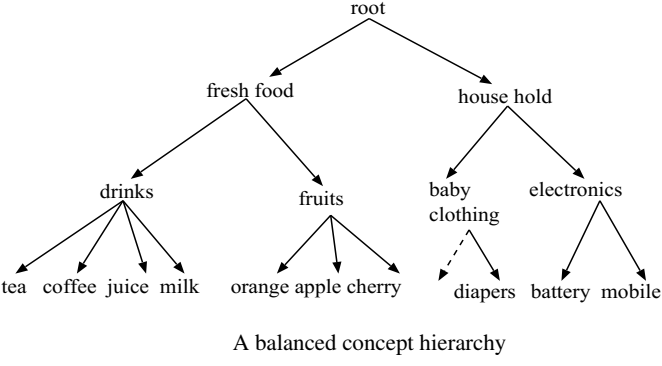 root
fresh food
house hold
drinks
fruits
baby
clothing
electronics
tea coffee juice milk
orange apple cherry
diapers
battery mobile
A balanced concept hierarchy